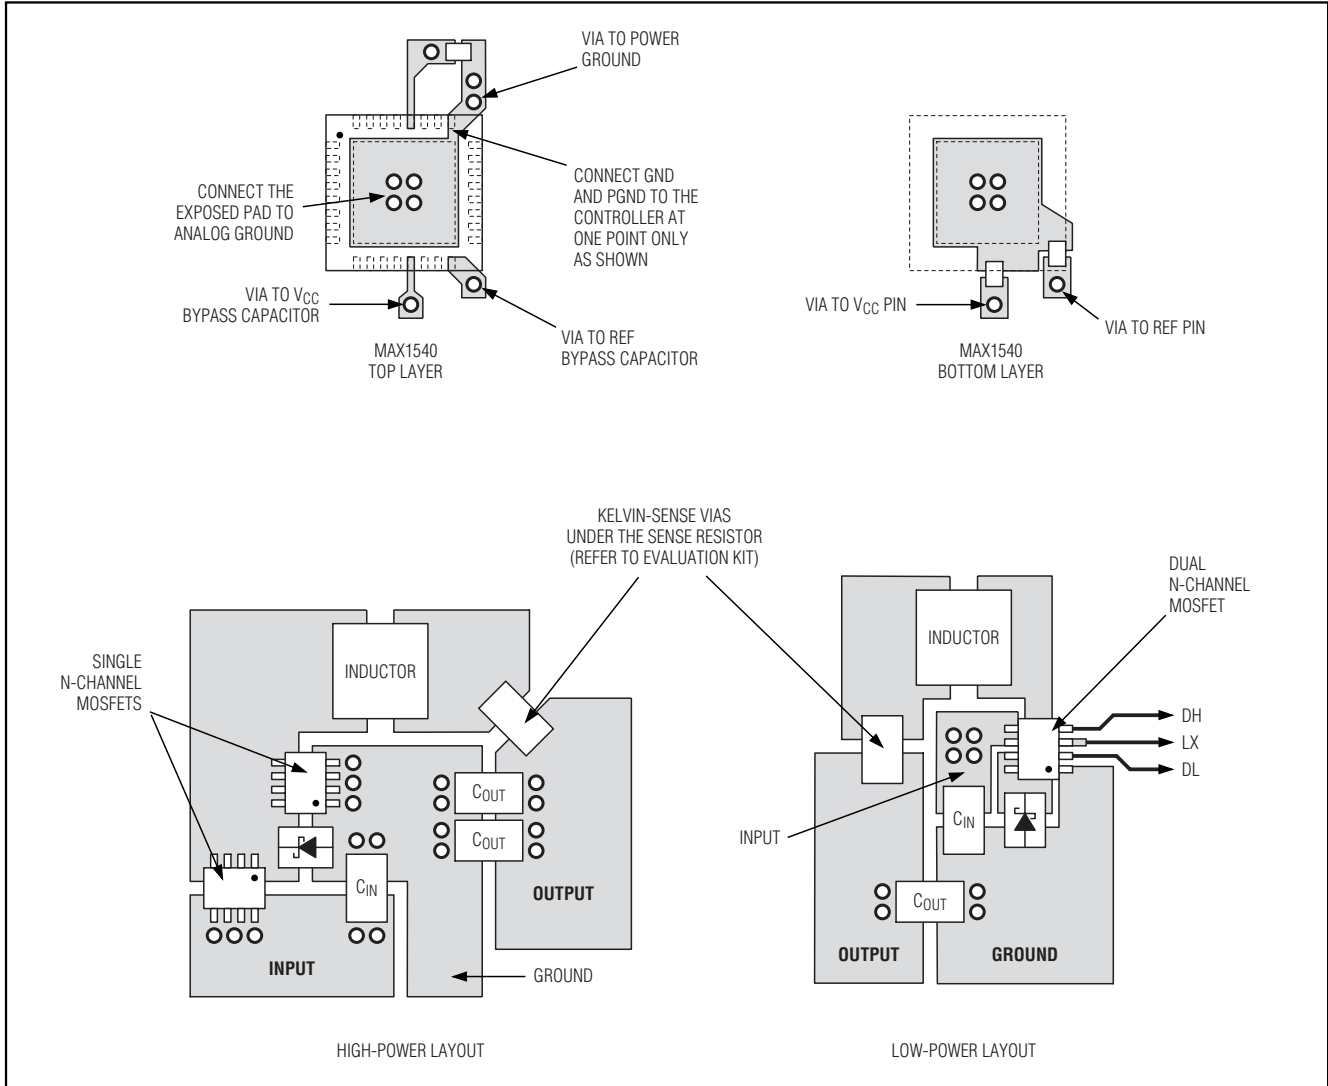 VIA TO POWER
GROUND
CONNECT THE
EXPOSED PAD TO
ANALOG GROUND
CONNECT GND
AND PGND TO THE
CONTROLLER AT
ONE POINT ONLY
AS SHOWN
VIA TO VCC
BYPASS CAPACITOR
VIA TO REF
BYPASS CAPACITOR
MAX1540
TOP LAYER
VIA TO VCC PIN
VIA TO REF PIN
MAX1540
BOTTOM LAYER
KELVIN-SENSE VIAS
UNDER THE SENSE RESISTOR
(REFER TO EVALUATION KIT)
SINGLE
N-CHANNEL
MOSFETS
INDUCTOR
COUT
COUT
CIN
OUTPUT
INPUT
GROUND
HIGH-POWER LAYOUT
DUAL
N-CHANNEL
MOSFET
INDUCTOR
DH
LX
DL
INPUT
CIN
COUT
OUTPUT
GROUND
LOW-POWER LAYOUT